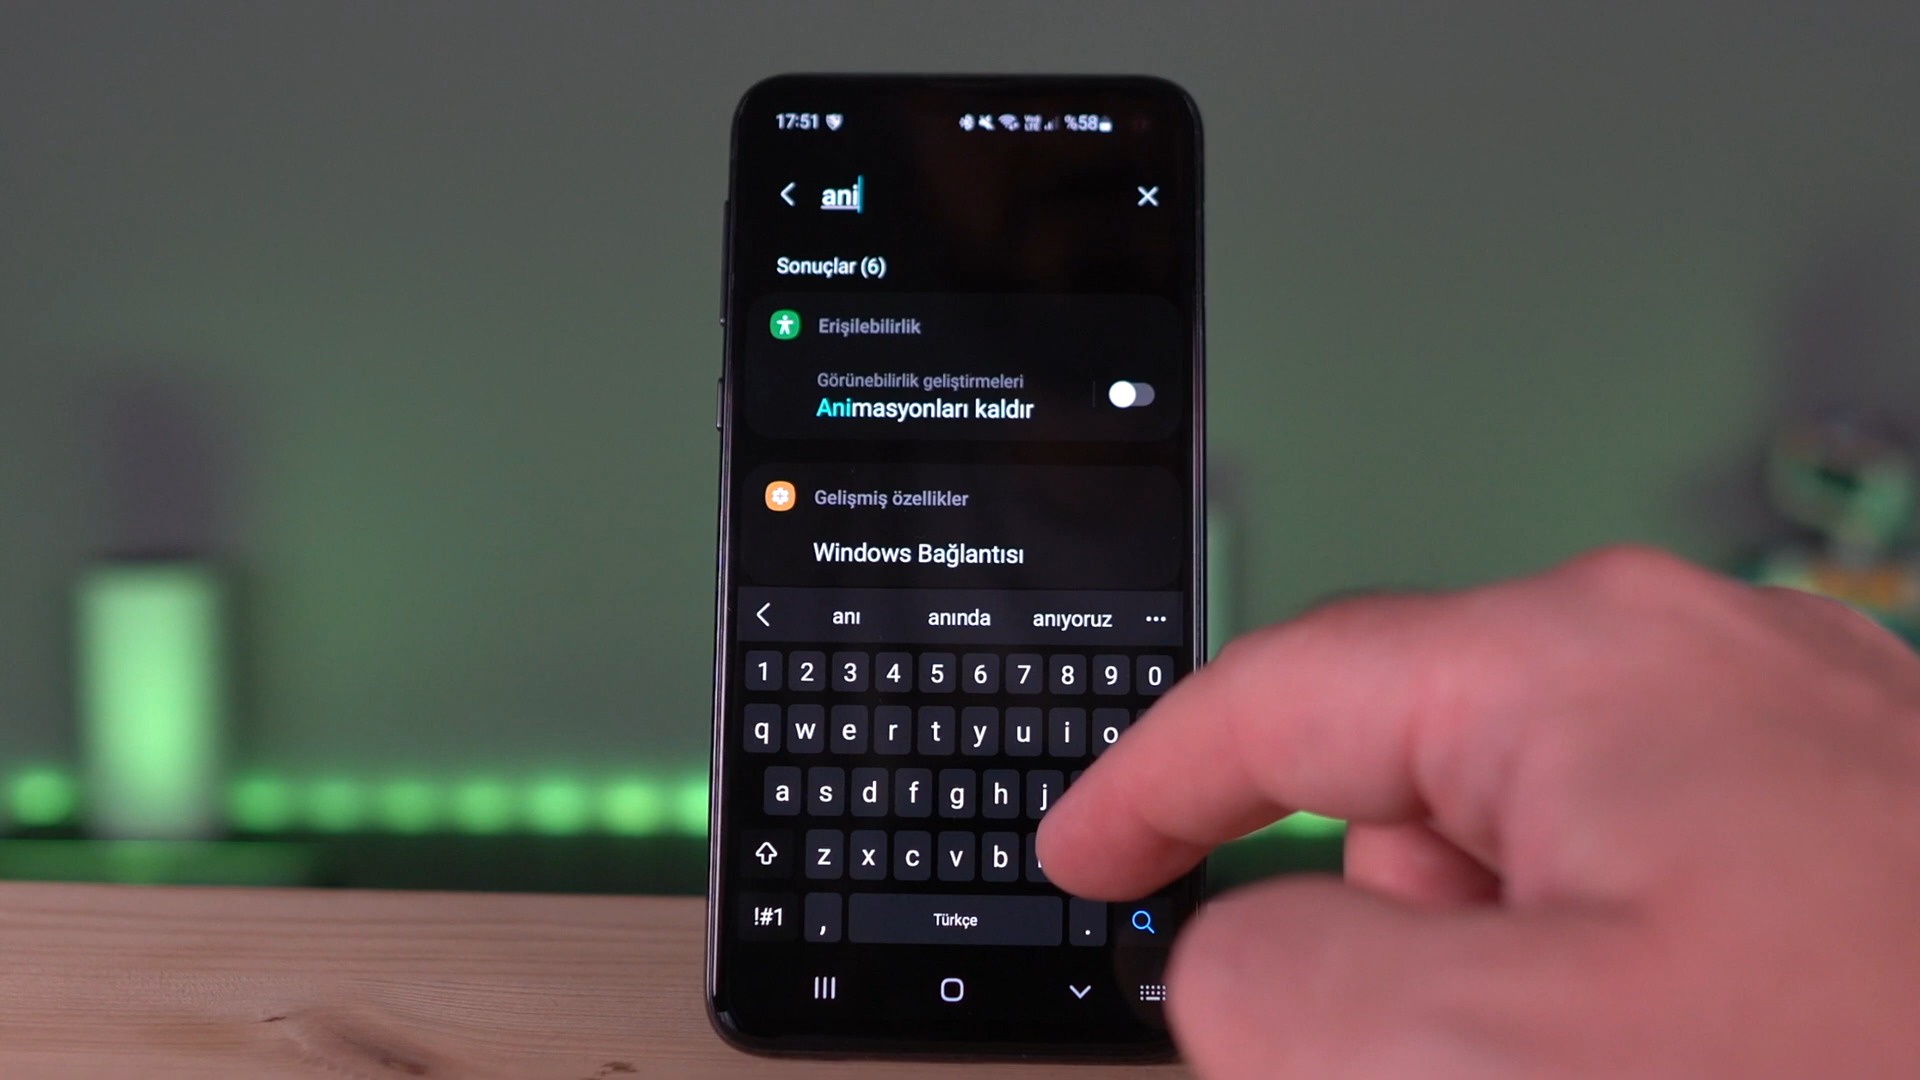 17:51 %58
ani
Sonuçlar (6)
Erişilebilirlik
Görünebilirlik geliştirmeleri
Animasyonları kaldır
Gelişmiş özellikler
Windows Bağlantısı
anı anında anıyoruz ...
1 2 3 4 5 6 7 8 9 0
q w e r t y u i o
a s d f g h j
z x c v b
!#1 , Türkçe .